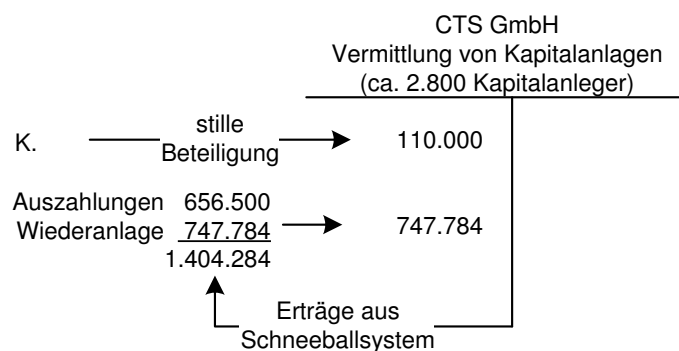 CTS GmbH
Vermittlung von Kapitalanlagen
(ca. 2.800 Kapitalanleger)
K.
stille
Beteiligung
110.000
Auszahlungen 656.500
Wiederanlage 747.784
747.784
1.404.284
Erträge aus
Schneeballsystem